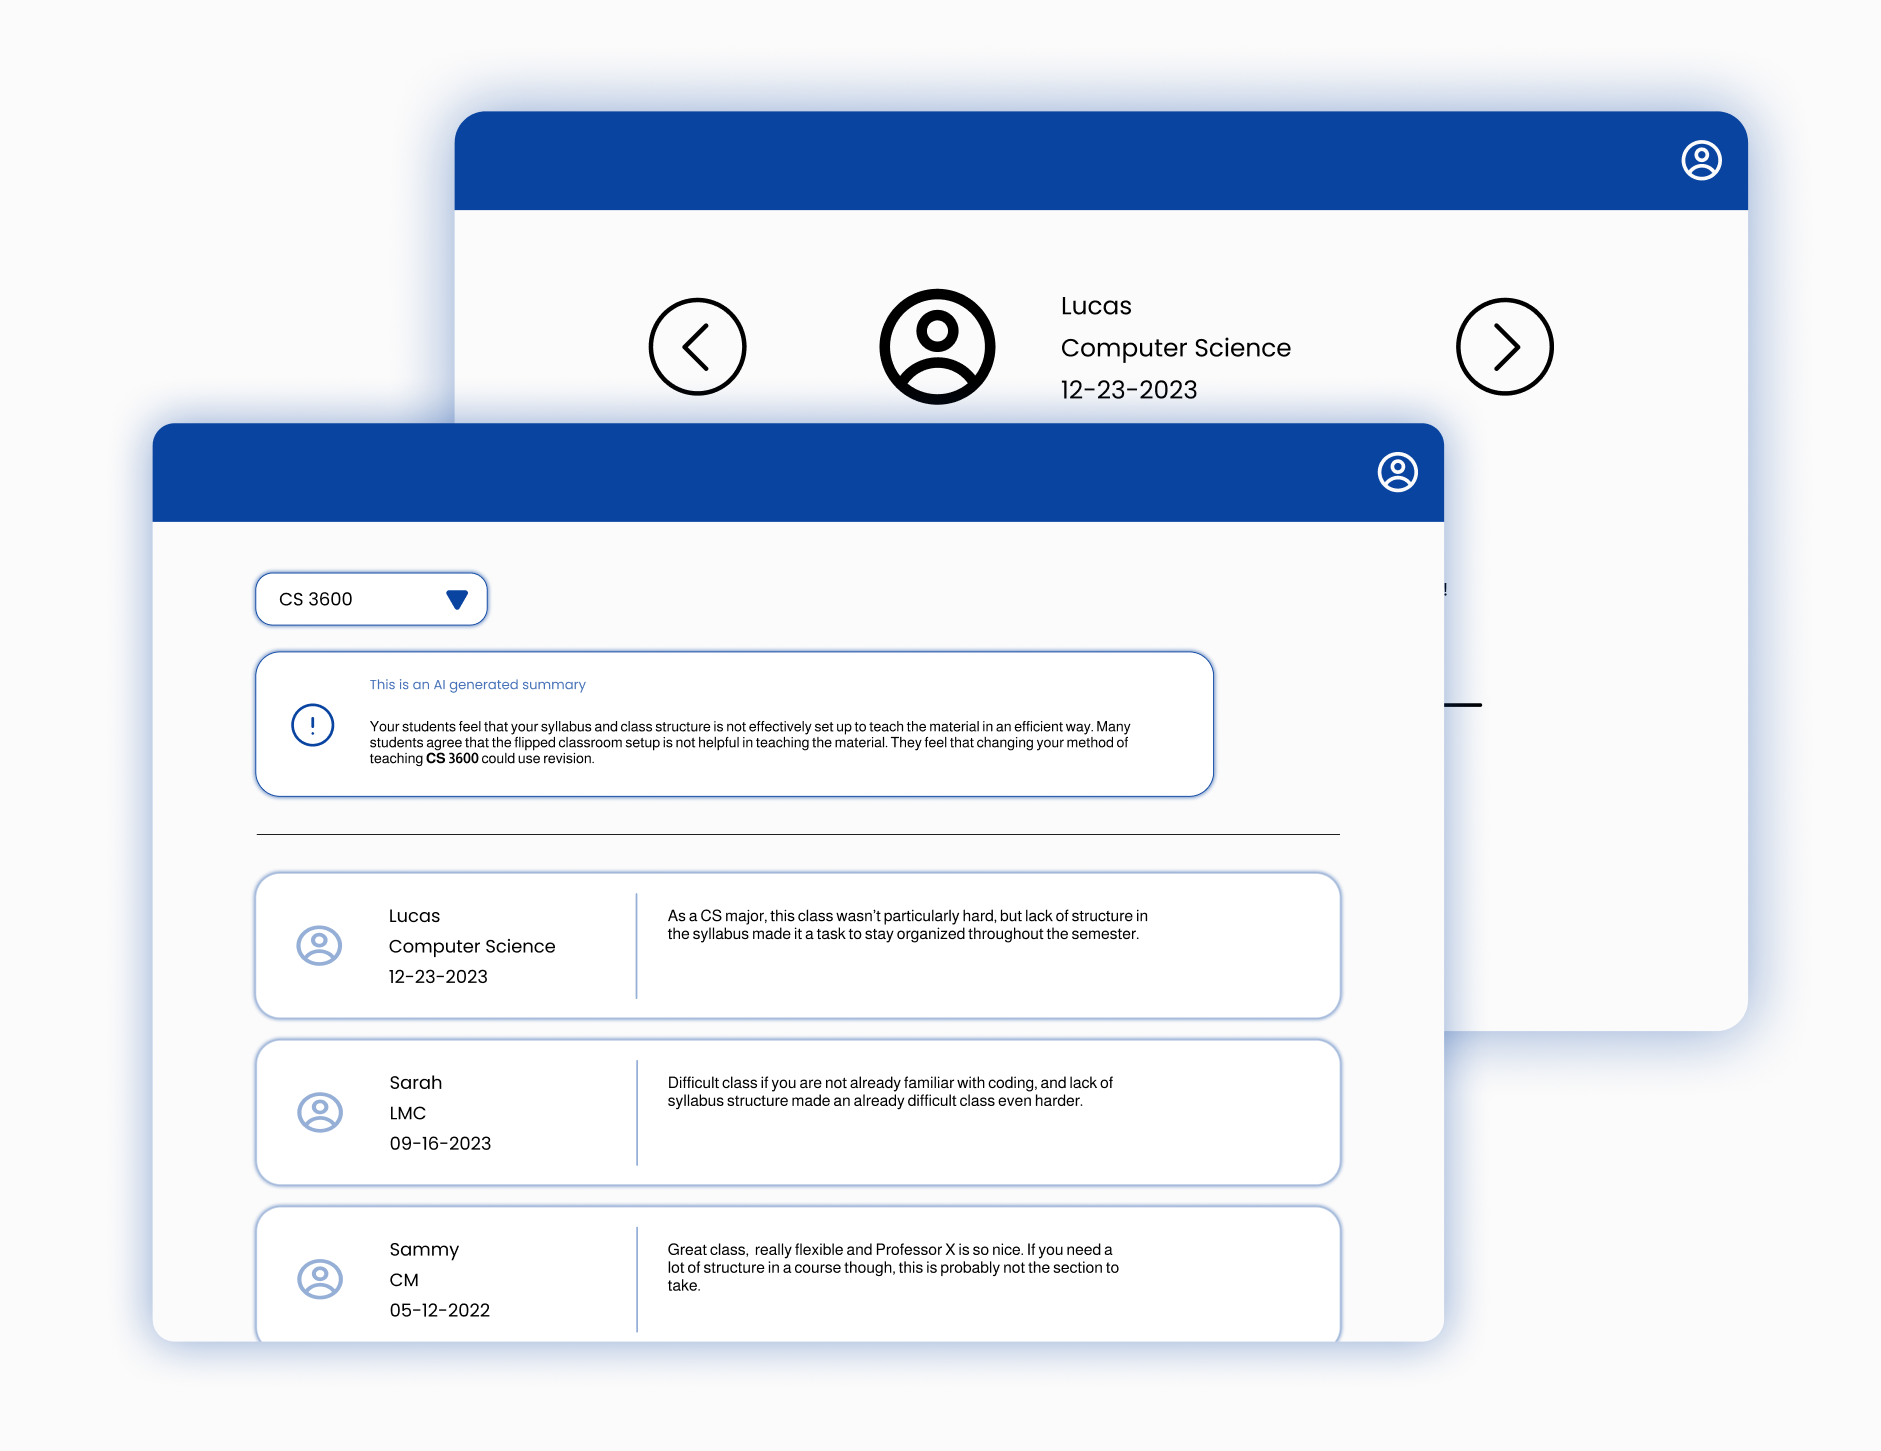 Lucas
Computer Science
12-23-2023
!
CS 3600
This is an AI generated summary
!
Your students feel that your syllabus and class structure is not effectively set up to teach the material in an efficient way. Many
students agree that the flipped classroom setup is not helpful in teaching the material. They feel that changing your method of
teaching CS 3600 could use revision.
Lucas
Computer Science
12-23-2023
As a CS major, this class wasn't particularly hard, but lack of structure in
the syllabus made it a task to stay organized throughout the semester.
Sarah
LMC
09-16-2023
Difficult class if you are not already familiar with coding, and lack of
syllabus structure made an already difficult class even harder.
Sammy
CM
05-12-2022
Great class,  really flexible and Professor X is so nice. If you need a
lot of structure in a course though, this is probably not the section to
take.